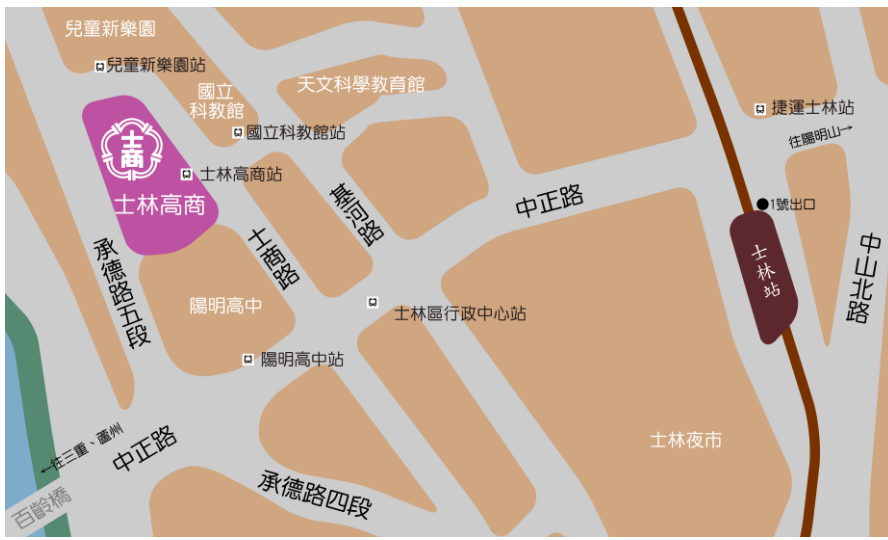 兒童新樂園
兒童新樂園站
國立
科教館
天文科學教育館
國立科教館站
捷運士林站
往陽明山→
士商
士林高商站
士林高商
基河路
中正路
1號出口
士林站
中山北路
士商路
承德路五段
陽明高中
士林區行政中心站
陽明高中站
士林夜市
←往三重、蘆洲
中正路
承德路四段
百齡橋